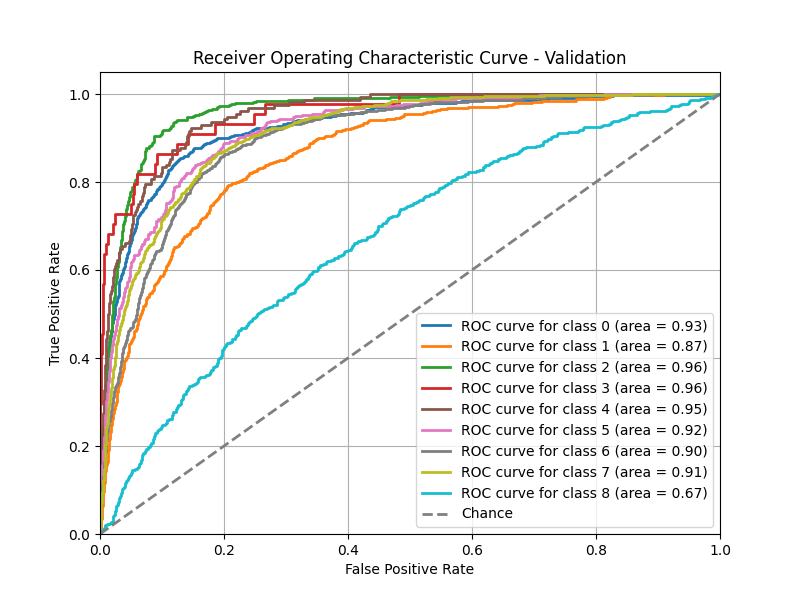 Receiver Operating Characteristic Curve - Validation
1.0
0.8
0.6
0.4
0.2
0.0
True Positive Rate
ROC curve for class 0 (area = 0.93)
ROC curve for class 1 (area = 0.87)
ROC curve for class 2 (area = 0.96)
ROC curve for class 3 (area = 0.96)
ROC curve for class 4 (area = 0.95)
ROC curve for class 5 (area = 0.92)
ROC curve for class 6 (area = 0.90)
ROC curve for class 7 (area = 0.91)
ROC curve for class 8 (area = 0.67)
Chance
0.0 0.2 0.4 0.6 0.8 1.0
False Positive Rate